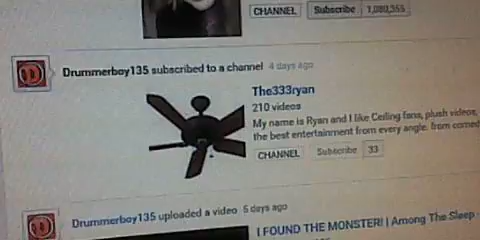 CHANNEL Subscribe 1,080,355
Drummerboy135 subscribed to a channel 4 days ago
The333ryan
210 videos
My name is Ryan and I like Ceiling fans, plush videos,
the best entertainment from every angle. from comed
CHANNEL Subscribe 33
Drummerboy135 uploaded a video 5 days ago
I FOUND THE MONSTER! | Among The Sleep -